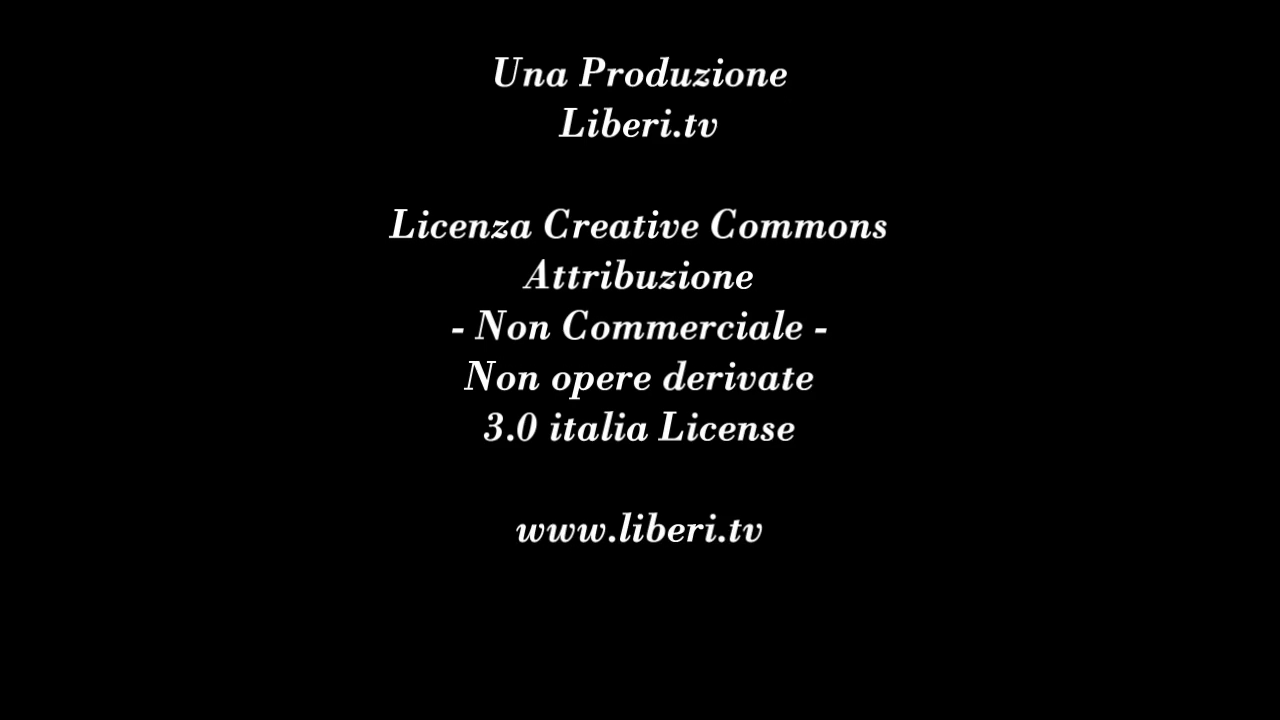 Una Produzione
Liberi.tv
Licenza Creative Commons
Attribuzione
- Non Commerciale -
Non opere derivate
3.0 italia License
www.liberi.tv